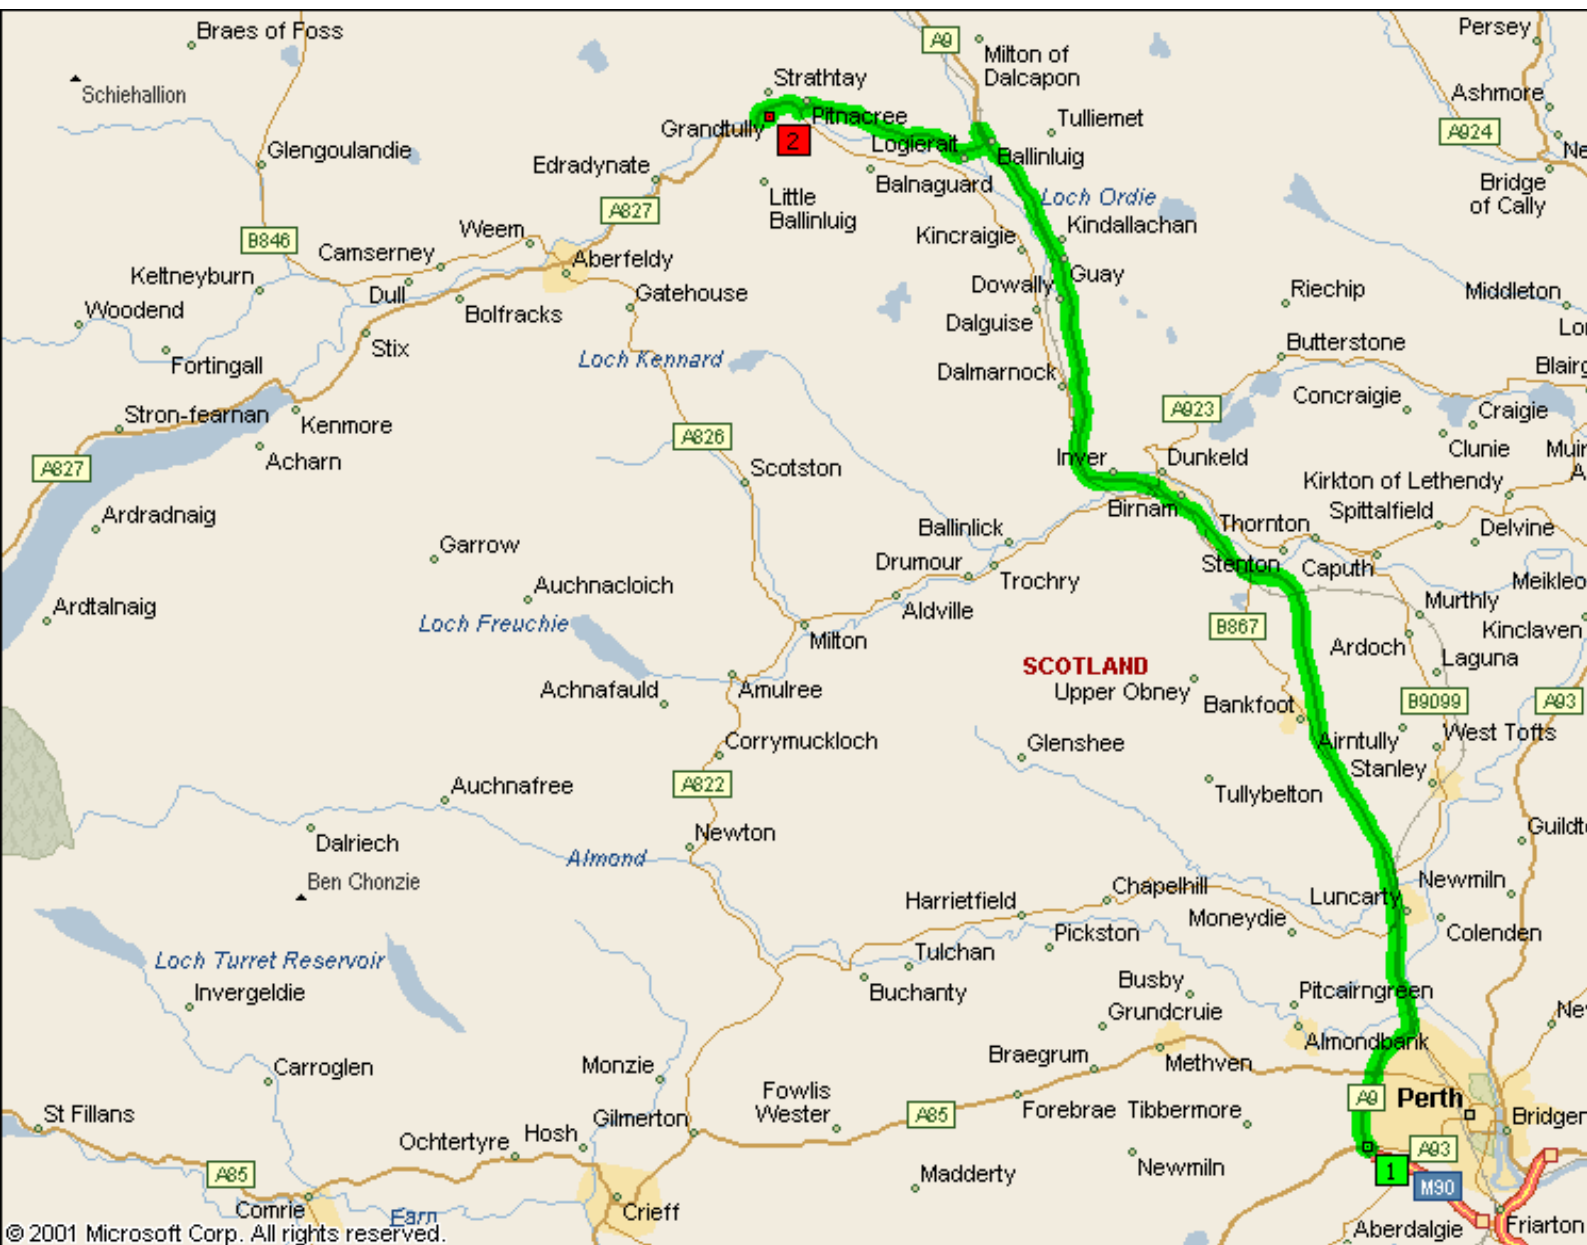 Braes of Foss
A9
Milton of
Dalcapon
Persey
Schiehallion
Strathtay
Ashmore
Pitnacree
Tulliemet
A924
Grandtully
2
Logierait
Ballinluig
Glengoulandie
Edradynate
Balnaguard
Bridge
of Cally
Little
Ballinluig
Loch Ordie
A827
Kindallachan
B846
Weem
Kincraigie
Camserney
Aberfeldy
Keltneyburn
Guay
Dull
Dowally
Gatehouse
Riechip
Middleton
Woodend
Bolfracks
Dalguise
Stix
Butterstone
Fortingall
Loch Kennard
Dalmarnock
Concraigie
A923
Craigie
Stron-fearnan
Kenmore
A826
Clunie
Acharn
A827
Scotston
Inver
Dunkeld
Kirkton of Lethendy
Birnam
Spittalfield
Ardradnaig
Thornton
Delvine
Ballinlick
Garrow
Drumour
Stenton
Caputh
Trochry
Auchnacloich
Ardtalnaig
Aldville
Murthly
Loch Freuchie
B867
Kinclaven
Milton
Ardoch
Laguna
SCOTLAND
Achnafauld
Amulree
Upper Obney
Bankfoot
B9099
A93
Corrymuckloch
Glenshee
Airntully
West Tofts
Stanley
Auchnafree
A822
Tullybelton
Newton
Dalriech
Almond
Ben Chonzie
Chapelhill
Newmiln
Harrietfield
Luncarty
Moneydie
Colenden
Pickston
Loch Turret Reservoir
Tulchan
Invergeldie
Buchanty
Busby
Pitcairngreen
Grundcruie
Almondbank
Braegrum
Methven
Carroglen
Monzie
Fowlis
Wester
A9
Perth
St Fillans
Gilmerton
A85
Forebrae
Tibbermore
Ochtertyre
Hosh
A93
1
Newmiln
A85
Madderty
M90
Comrie
Crieff
Earn
Aberdalgie
Friarton
© 2001 Microsoft Corp. All rights reserved.